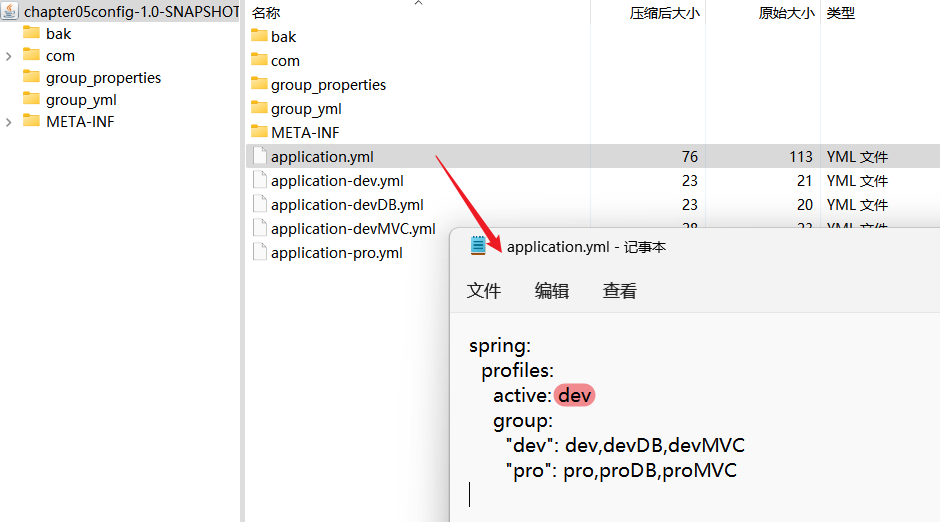 chapter05config-1.0-SNAPSHOT
bak
com
group_properties
group_yml
META-INF
名称 压缩后大小 原始大小 类型
bak
com
group_properties
group_yml
META-INF
application.yml 76 113 YML 文件
application-dev.yml 23 21 YML 文件
application-devDB.yml 23 20 YML 文件
application-devMVC.yml 28 23 YML 文件
application-pro.yml
application.yml - 记事本
文件 编辑 查看
spring:
profiles:
active: dev
group:
"dev": dev,devDB,devMVC
"pro": pro,proDB,proMVC